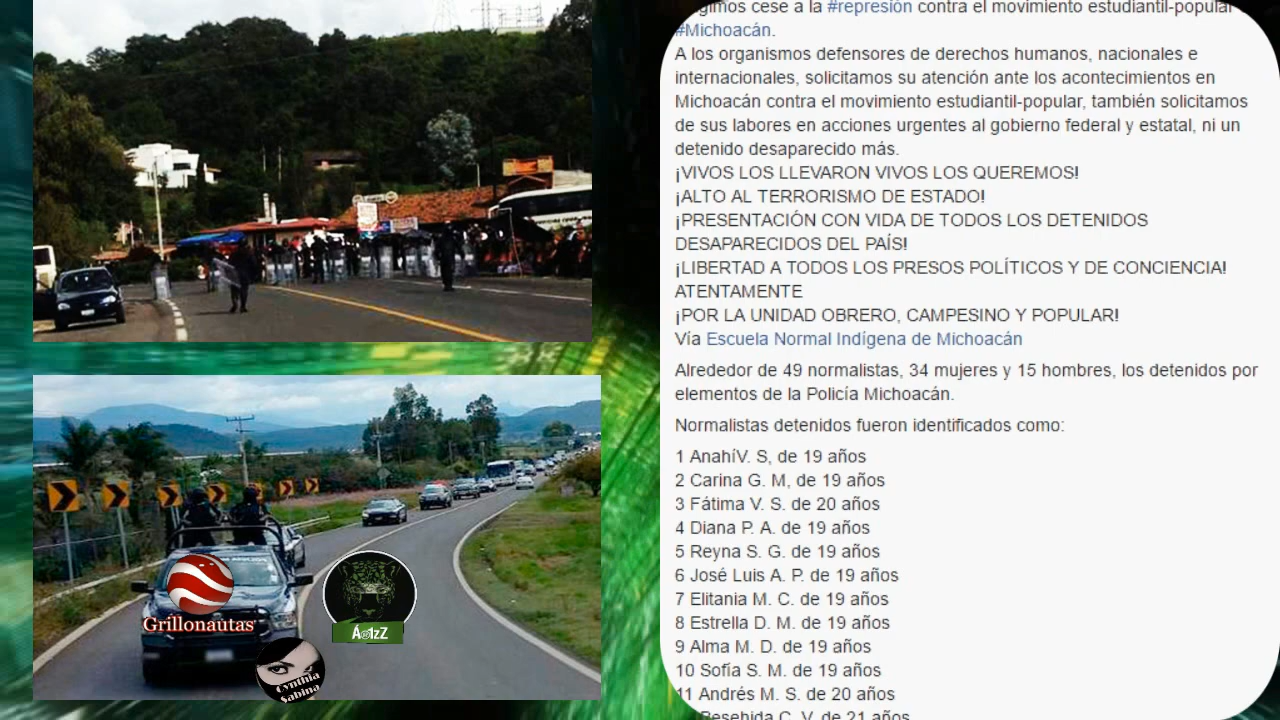 #represión contra el movimiento estudiantil-popular
#Michoacán.
A los organismos defensores de derechos humanos, nacionales e
internacionales, solicitamos su atención ante los acontecimientos en
Michoacán contra el movimiento estudiantil-popular, también solicitamos
de sus labores en acciones urgentes al gobierno federal y estatal, ni un
detenido desaparecido más.
¡VIVOS LOS LLEVARON VIVOS LOS QUEREMOS!
¡ALTO AL TERRORISMO DE ESTADO!
¡PRESENTACIÓN CON VIDA DE TODOS LOS DETENIDOS
DESAPARECIDOS DEL PAÍS!
¡LIBERTAD A TODOS LOS PRESOS POLÍTICOS Y DE CONCIENCIA!
ATENTAMENTE
¡POR LA UNIDAD OBRERO, CAMPESINO Y POPULAR!
Vía Escuela Normal Indígena de Michoacán
Alrededor de 49 normalistas, 34 mujeres y 15 hombres, los detenidos por
elementos de la Policía Michoacán.
Normalistas detenidos fueron identificados como:
1 AnahíV. S, de 19 años
2 Carina G. M, de 19 años
3 Fátima V. S. de 20 años
4 Diana P. A. de 19 años
5 Reyna S. G. de 19 años
6 José Luis A. P. de 19 años
7 Elitania M. C. de 19 años
8 Estrella D. M. de 19 años
9 Alma M. D. de 19 años
10 Sofía S. M. de 19 años
11 Andrés M. S. de 20 años
C. V. de 21 años
Grillonautas
Á@1zZ
Cynthia
Sabina